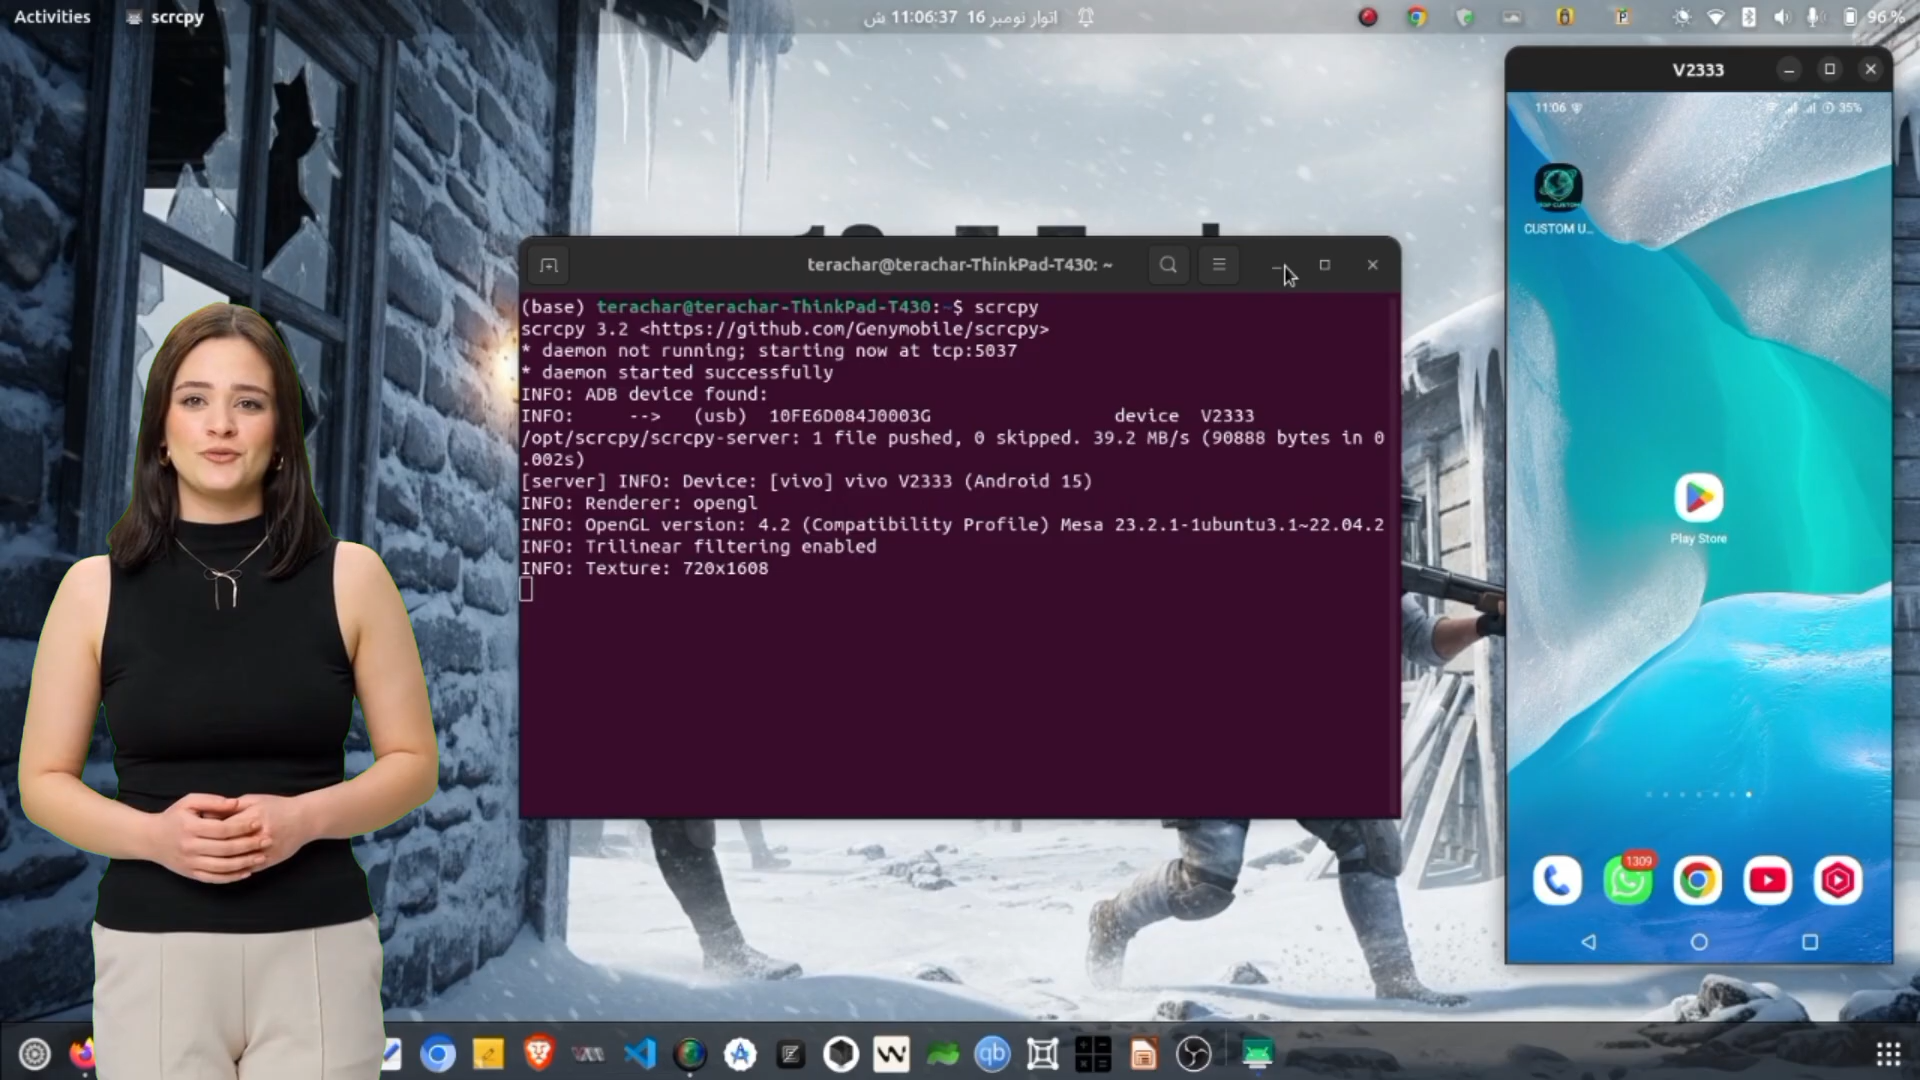 Activities
scrcpy
اتوار نومبر 16 11:06:37 ش
96 %
V2333
11:06
35%
CUSTOM U...
Play Store
1309
terachar@terachar-ThinkPad-T430: ~
(base) terachar@terachar-ThinkPad-T430:~$ scrcpy
scrcpy 3.2 <https://github.com/Genymobile/scrcpy>
* daemon not running; starting now at tcp:5037
* daemon started successfully
INFO: ADB device found:
INFO:     -->   (usb)  10FE6D084J0003G                 device  V2333
/opt/scrcpy/scrcpy-server: 1 file pushed, 0 skipped. 39.2 MB/s (90888 bytes in 0
.002s)
[server] INFO: Device: [vivo] vivo V2333 (Android 15)
INFO: Renderer: opengl
INFO: OpenGL version: 4.2 (Compatibility Profile) Mesa 23.2.1-1ubuntu3.1~22.04.2
INFO: Trilinear filtering enabled
INFO: Texture: 720x1608
qb